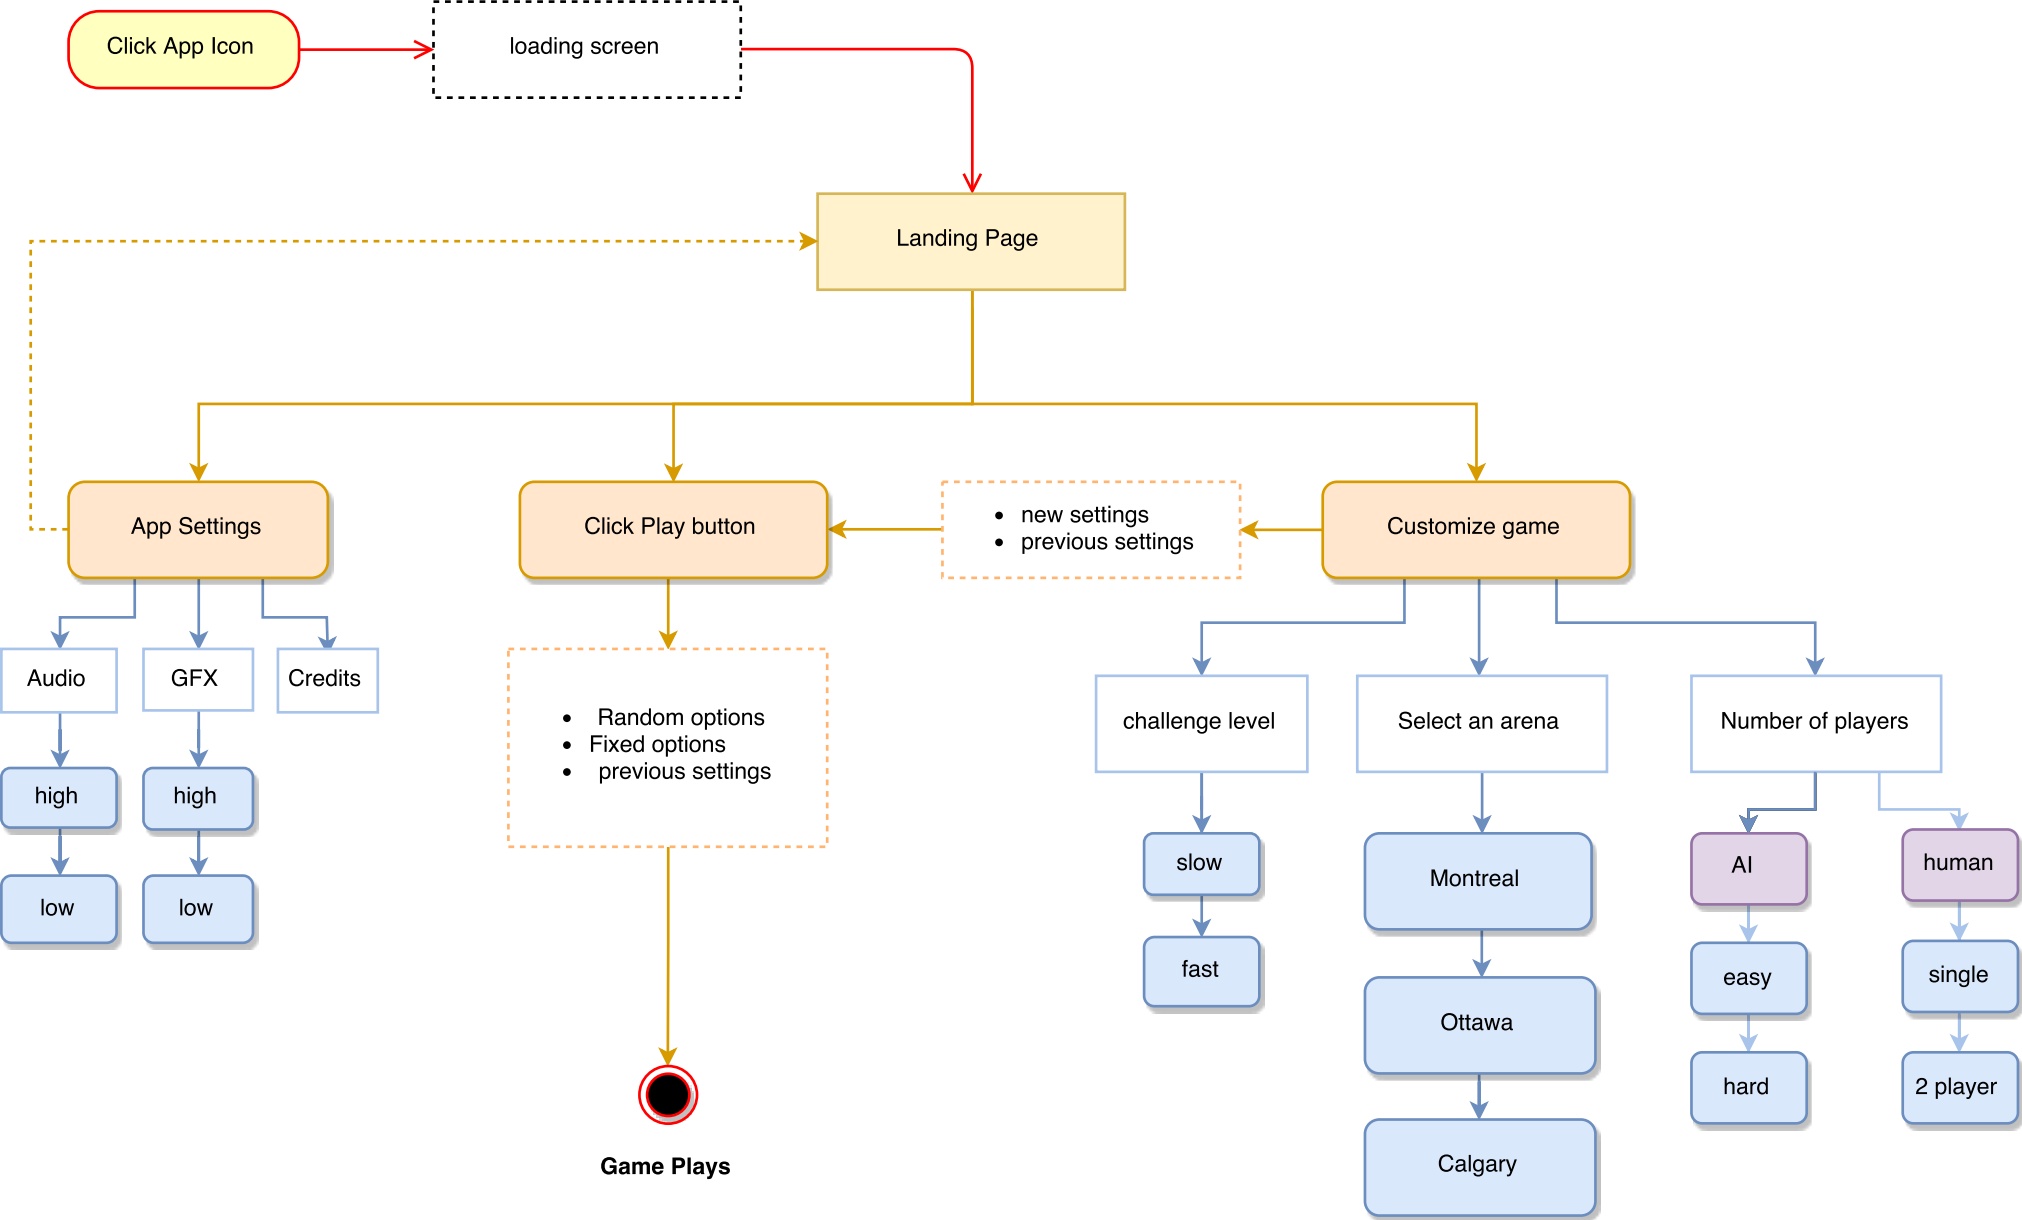 Click App Icon
loading screen
Landing Page
App Settings
Click Play button
• new settings
• previous settings
Customize game
Audio
GFX
Credits
• Random options
• Fixed options
• previous settings
challenge level
Select an arena
Number of players
high
high
low
low
slow
fast
Montreal
Ottawa
Calgary
AI
human
easy
single
hard
2 player
Game Plays